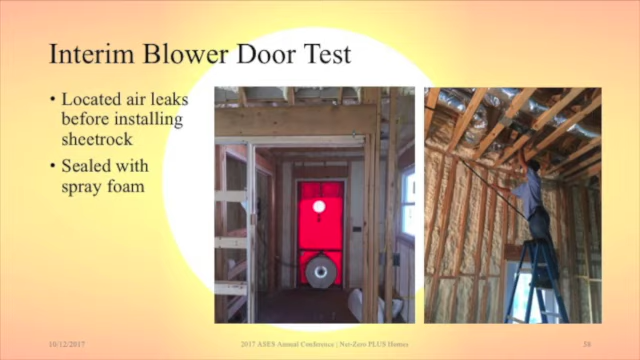 Interim Blower Door Test
• Located air leaks
before installing
sheetrock
• Sealed with
spray foam
10/12/2017
2017 ASES Annual Conference | Net-Zero PLUS Homes